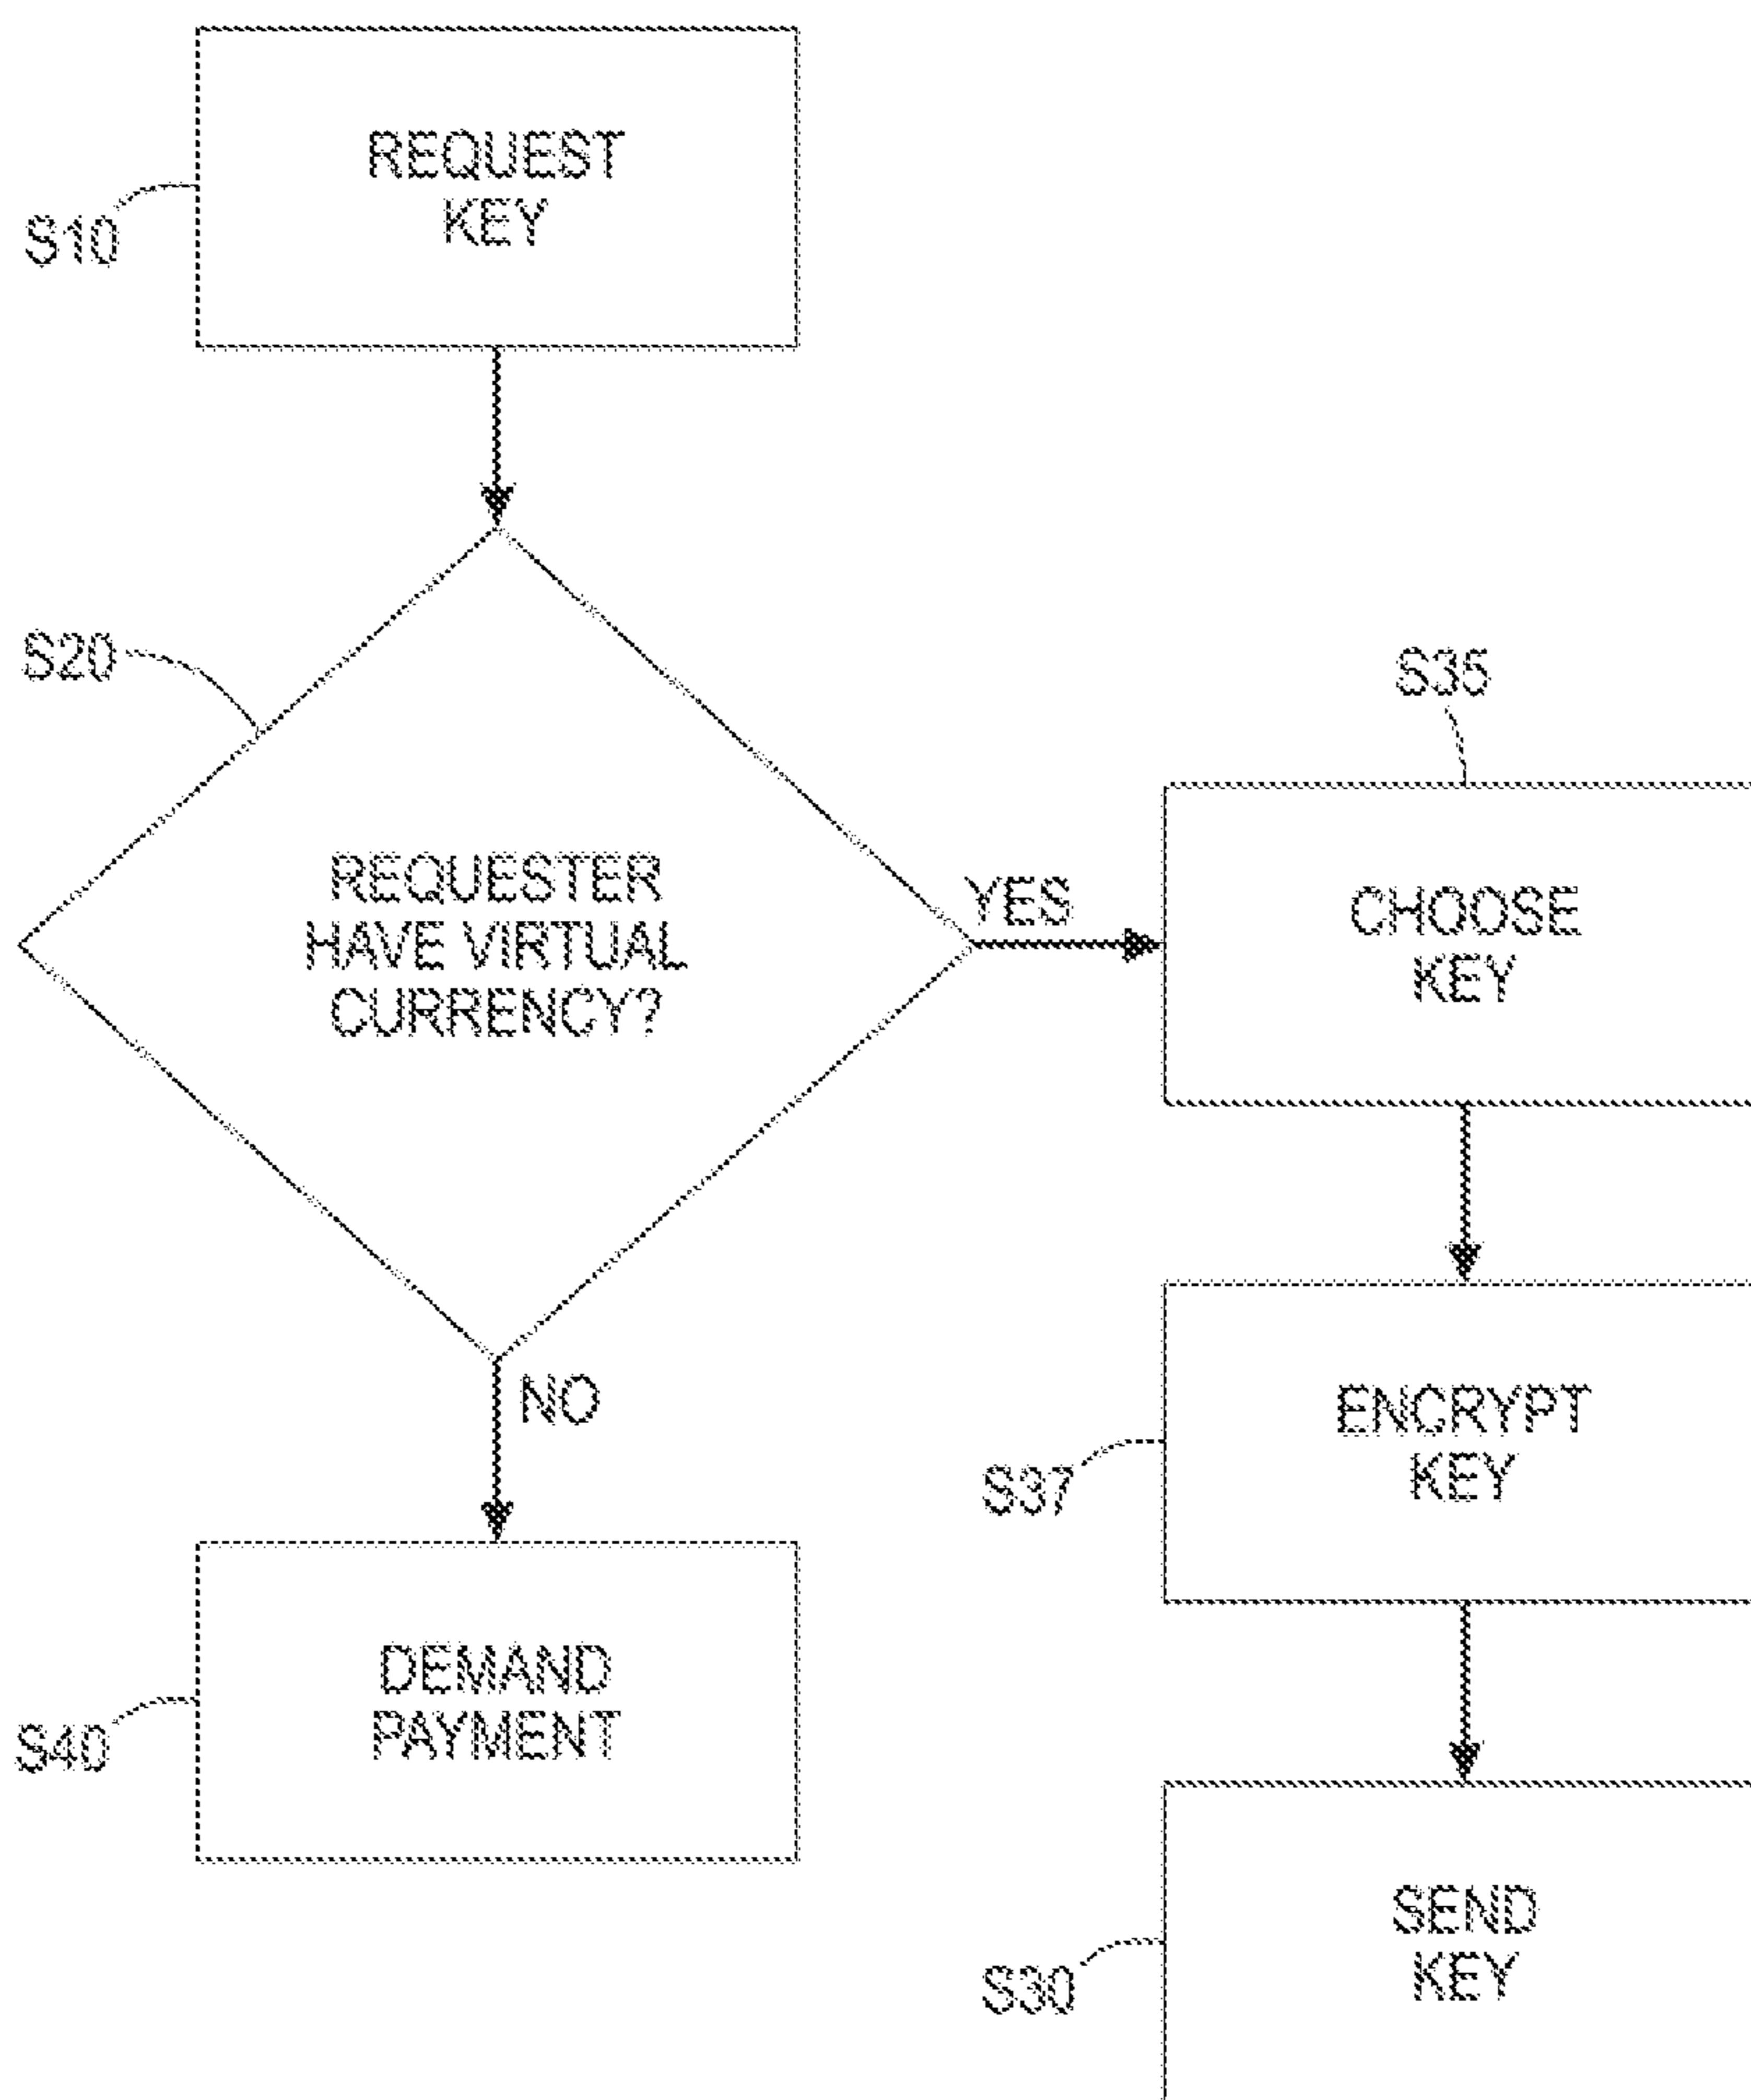 REQUEST
KEY
S10
S20
REQUESTER
HAVE VIRTUAL
CURRENCY?
YES
S35
CHOOSE
KEY
NO
ENCRYPT
KEY
S37
DEMAND
PAYMENT
S40
SEND
KEY
S30